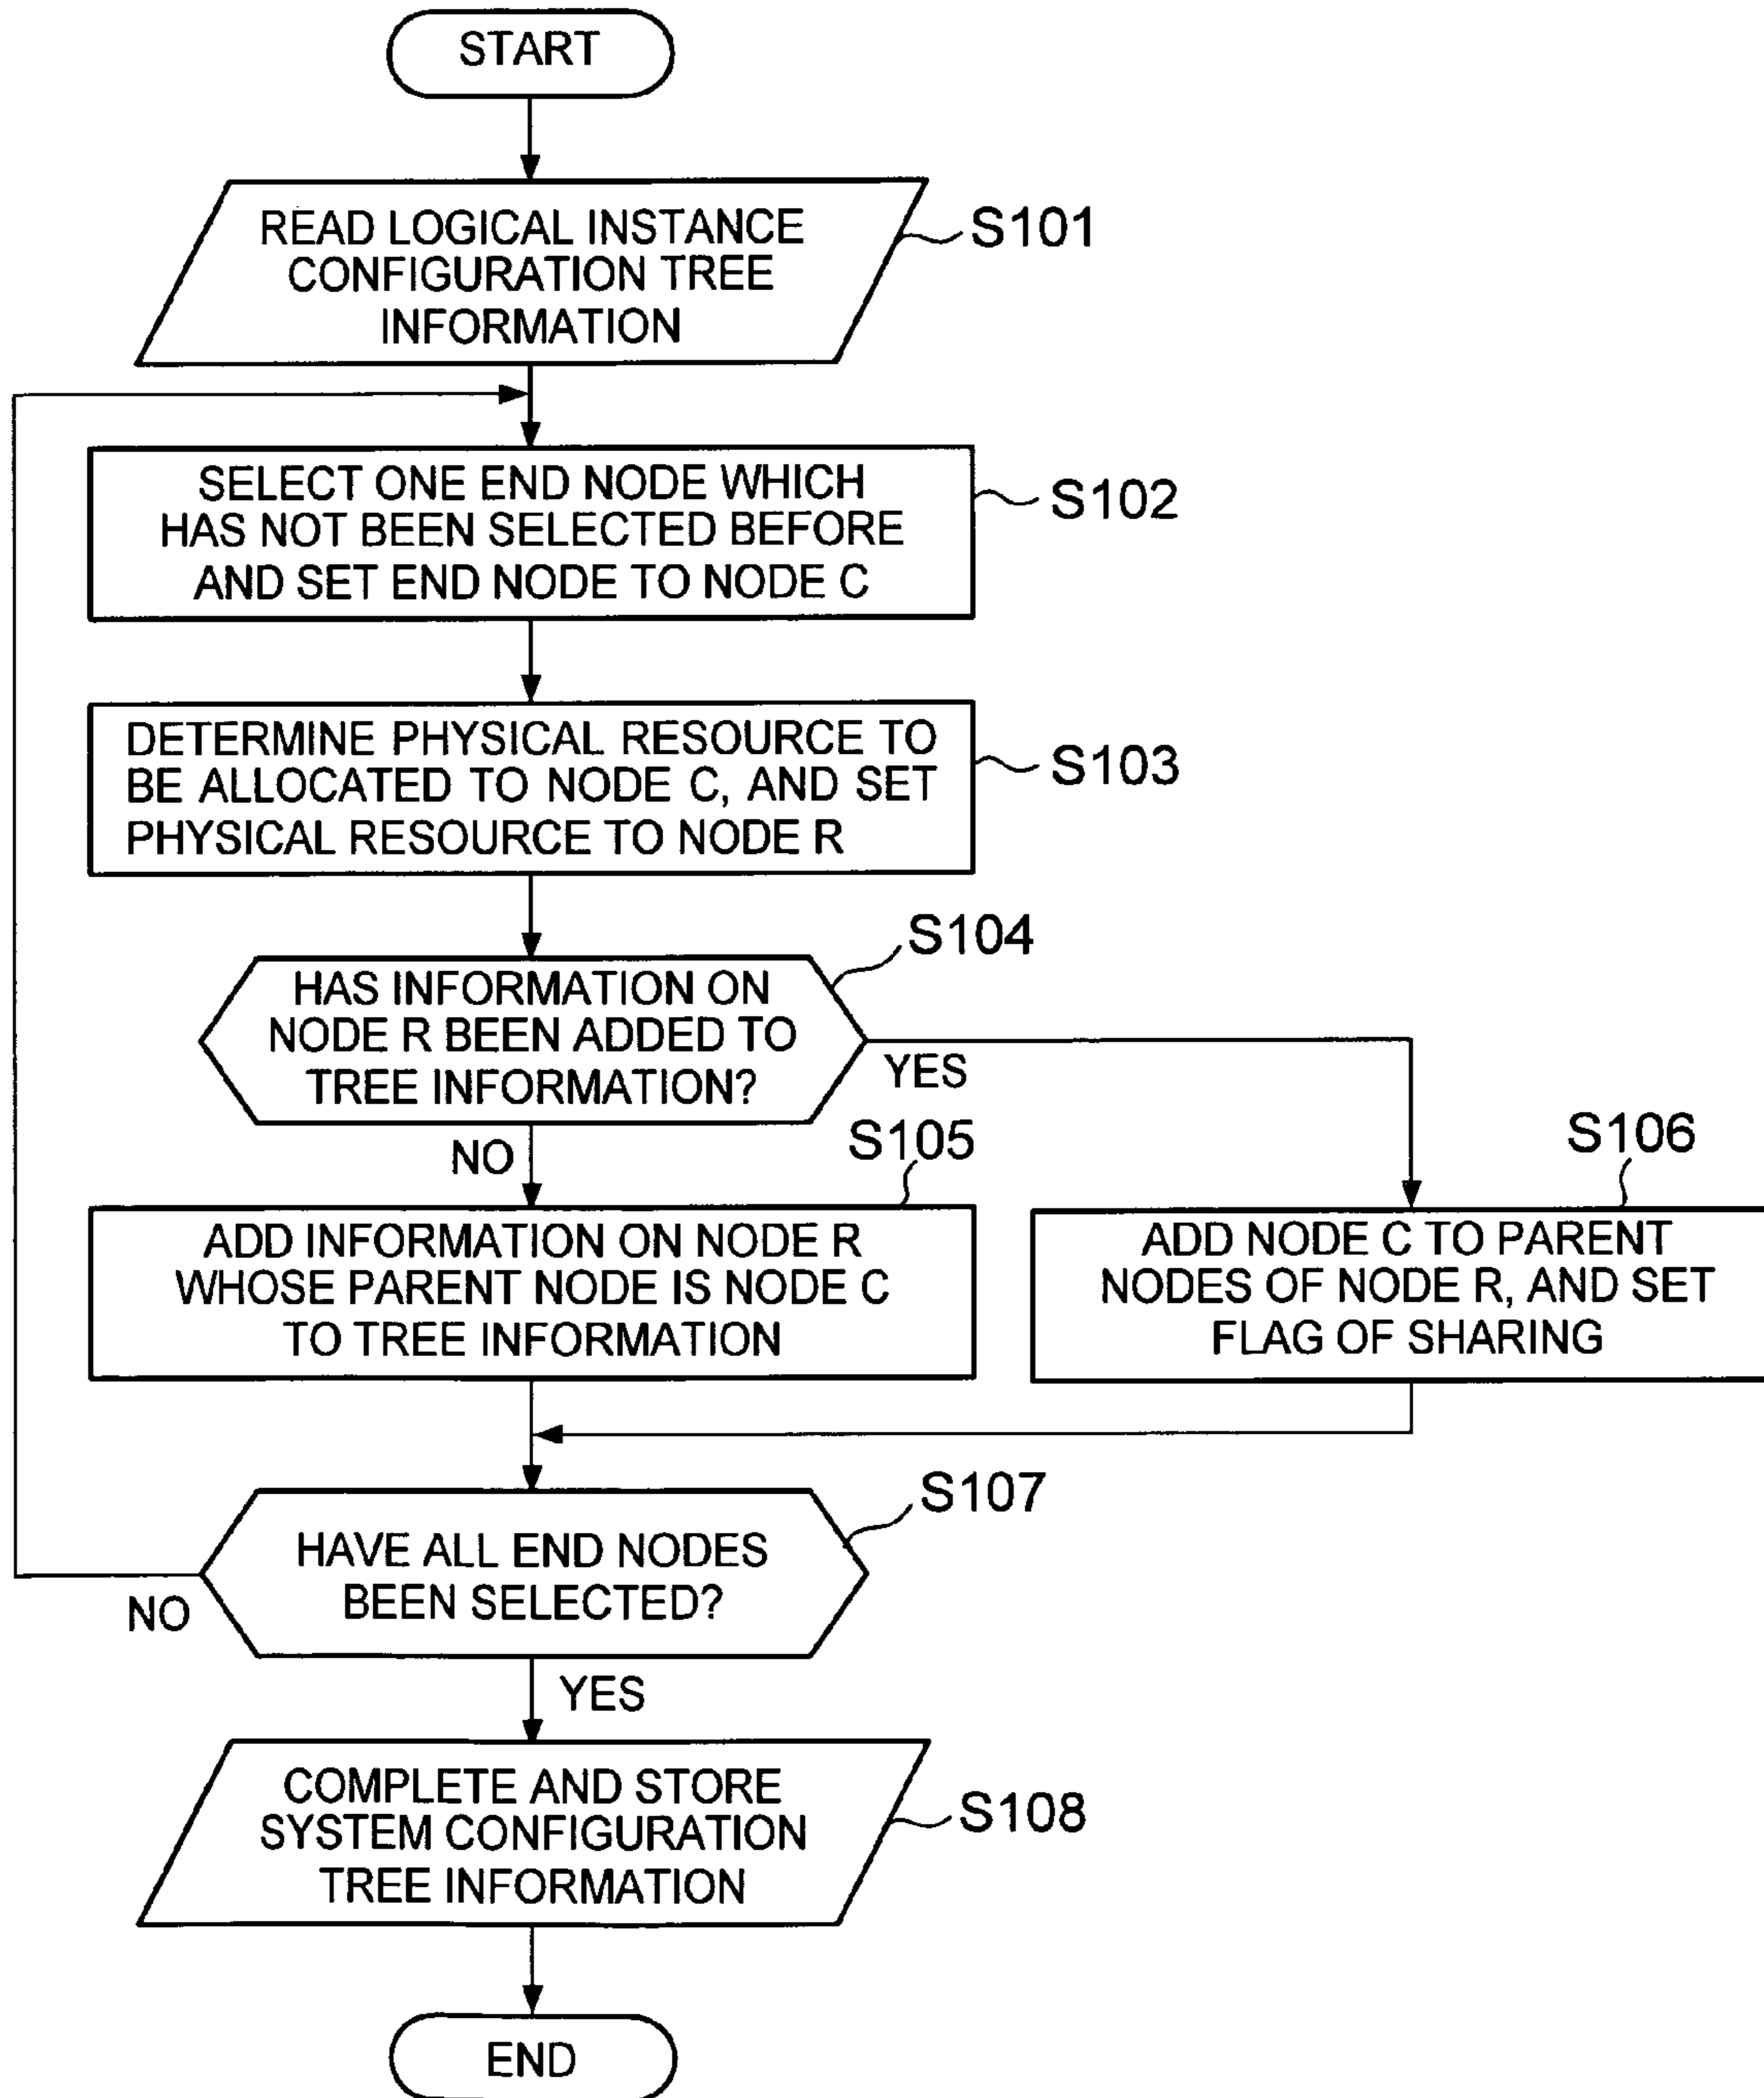 START
READ LOGICAL INSTANCE
CONFIGURATION TREE
INFORMATION
S101
SELECT ONE END NODE WHICH
HAS NOT BEEN SELECTED BEFORE
AND SET END NODE TO NODE C
S102
DETERMINE PHYSICAL RESOURCE TO
BE ALLOCATED TO NODE C, AND SET
PHYSICAL RESOURCE TO NODE R
S103
S104
HAS INFORMATION ON
NODE R BEEN ADDED TO
TREE INFORMATION?
YES
NO
S105
ADD INFORMATION ON NODE R
WHOSE PARENT NODE IS NODE C
TO TREE INFORMATION
S106
ADD NODE C TO PARENT
NODES OF NODE R, AND SET
FLAG OF SHARING
S107
HAVE ALL END NODES
BEEN SELECTED?
NO
YES
COMPLETE AND STORE
SYSTEM CONFIGURATION
TREE INFORMATION
S108
END